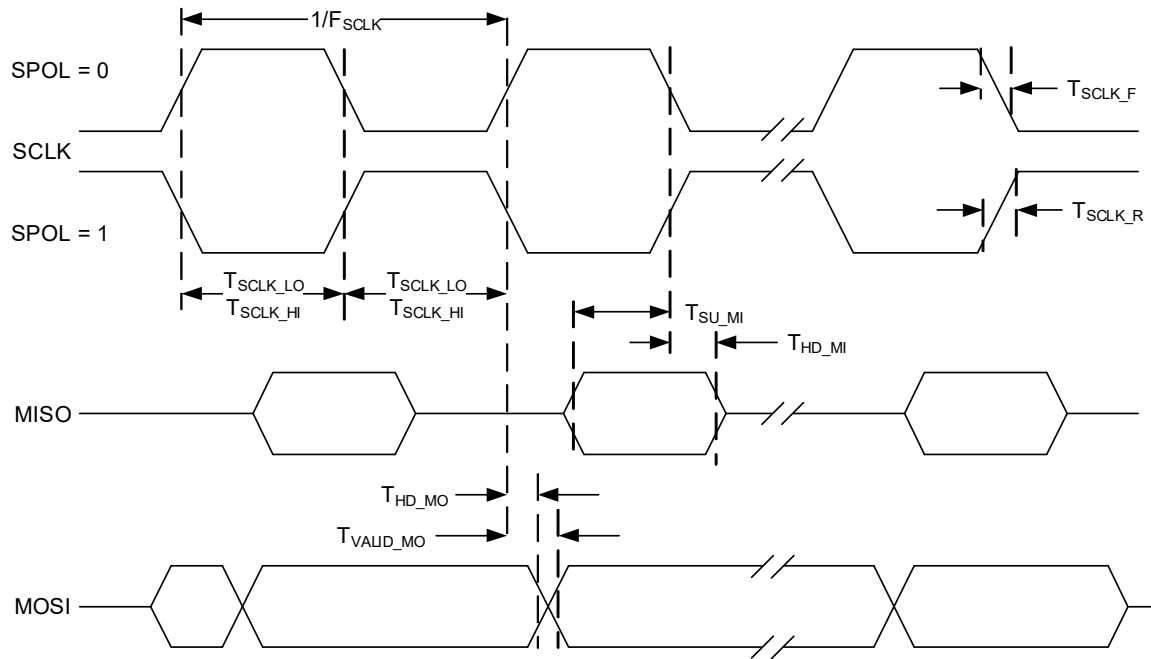 1/FSCLK
SPOL = 0
TSCLK_F
SCLK
SPOL = 1
TSCLK_R
TSCLK_LO
TSCLK_HI
TSCLK_LO
TSCLK_HI
TSU_MI
THD_MI
MISO
THD_MO
TVALID_MO
MOSI